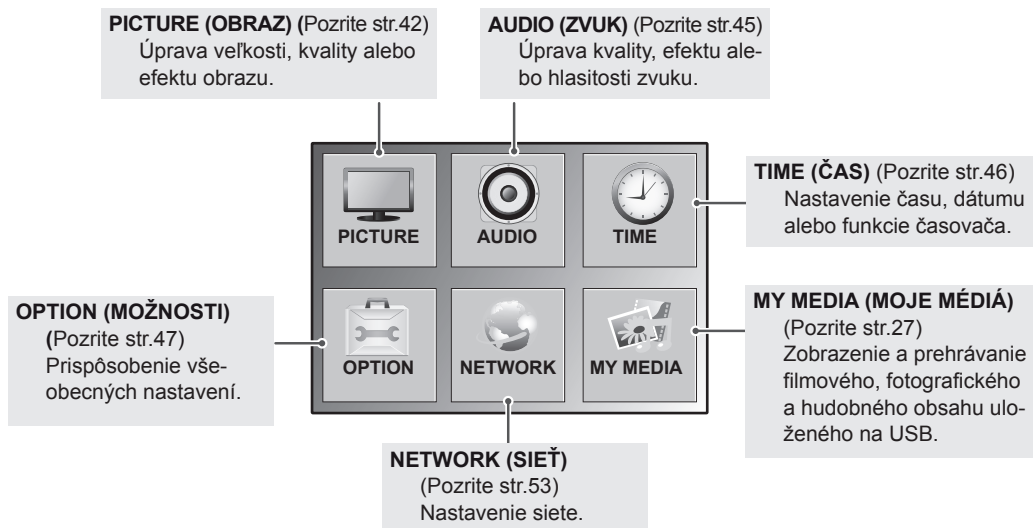 PICTURE (OBRAZ) (Pozrite str.42)
Úprava veľkosti, kvality alebo
efektu obrazu.
AUDIO (ZVUK) (Pozrite str.45)
Úprava kvality, efektu ale-
bo hlasitosti zvuku.
PICTURE
AUDIO
TIME
TIME (ČAS) (Pozrite str.46)
Nastavenie času, dátumu
alebo funkcie časovača.
OPTION (MOŽNOSTI)
(Pozrite str.47)
Prispôsobenie vše-
obecných nastavení.
OPTION
NETWORK
MY MEDIA
MY MEDIA (MOJE MÉDIÁ)
(Pozrite str.27)
Zobrazenie a prehrávanie
filmového, fotografického
a hudobného obsahu ulo-
ženého na USB.
NETWORK (SIEŤ)
(Pozrite str.53)
Nastavenie siete.